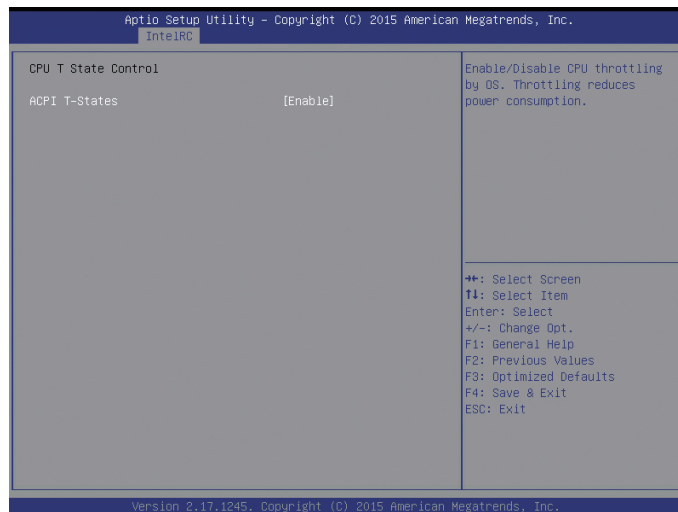 Aptio Setup Utility – Copyright (C) 2015 American Megatrends, Inc.
IntelRC
CPU T State Control
ACPI T-States [Enable]
Enable/Disable CPU throttling
by OS. Throttling reduces
power consumption.
→←: Select Screen
↑↓: Select Item
Enter: Select
+/-: Change Opt.
F1: General Help
F2: Previous Values
F3: Optimized Defaults
F4: Save & Exit
ESC: Exit
Version 2.17.1245. Copyright (C) 2015 American Megatrends, Inc.